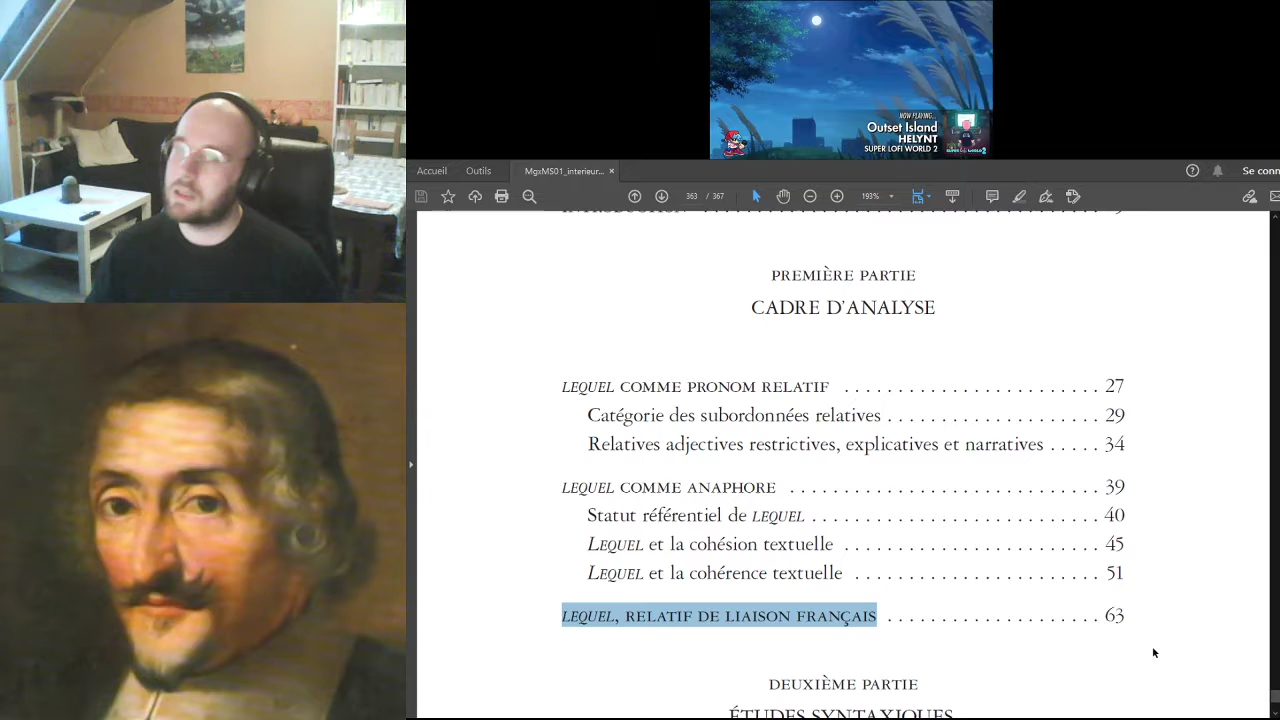 NOW PLAYING...
Outset Island
HELYNT
SUPER LOFI WORLD 2
Accueil
Outils
MgxMS01_interieur...
×
Se conn
363 / 367
193%
PREMIÈRE PARTIE
CADRE D'ANALYSE
LEQUEL COMME PRONOM RELATIF . . . . . . . . . . . . . . . . . . . . . . . . 27
Catégorie des subordonnées relatives . . . . . . . . . . . . . . . . . . . . 29
Relatives adjectives restrictives, explicatives et narratives . . . . . 34
LEQUEL COMME ANAPHORE . . . . . . . . . . . . . . . . . . . . . . . . . . . . . 39
Statut référentiel de LEQUEL . . . . . . . . . . . . . . . . . . . . . . . . . . . 40
LEQUEL et la cohésion textuelle . . . . . . . . . . . . . . . . . . . . . . . . 45
LEQUEL et la cohérence textuelle . . . . . . . . . . . . . . . . . . . . . . . 51
LEQUEL, RELATIF DE LIAISON FRANÇAIS . . . . . . . . . . . . . . . . . . . . 63
DEUXIÈME PARTIE
ÉTUDES SYNTAXIQUES